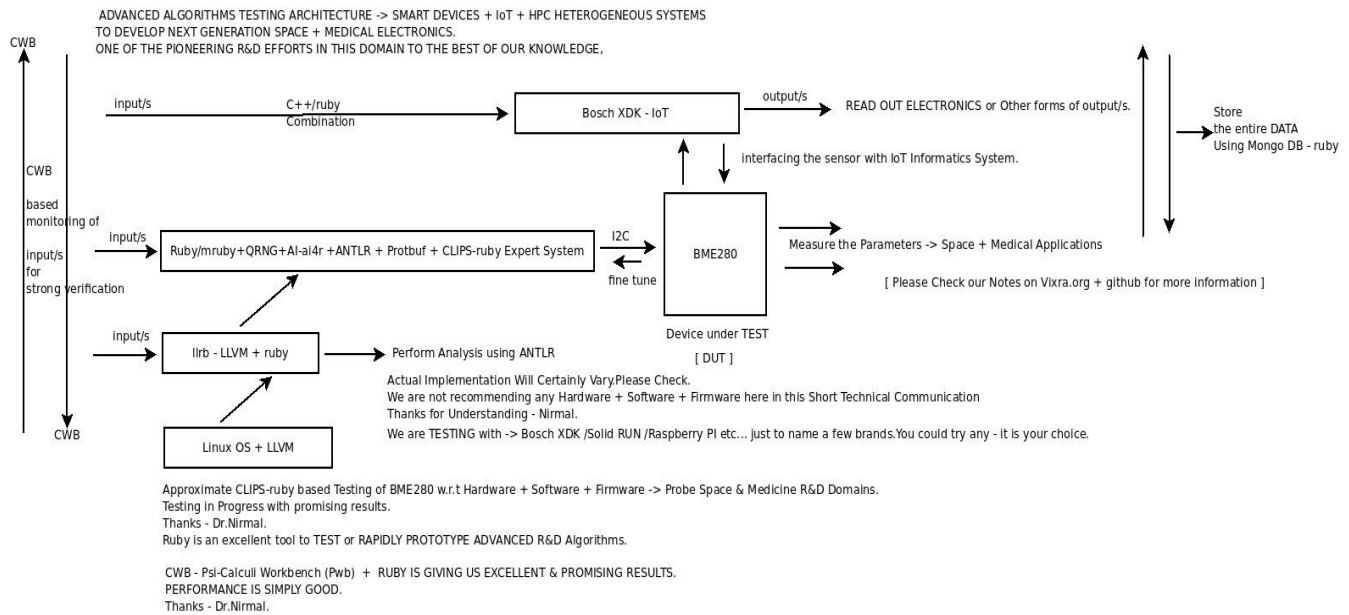 ADVANCED ALGORITHMS TESTING ARCHITECTURE -> SMART DEVICES + IoT + HPC HETEROGENEOUS SYSTEMS
TO DEVELOP NEXT GENERATION SPACE + MEDICAL ELECTRONICS.
ONE OF THE PIONEERING R&D EFFORTS IN THIS DOMAIN TO THE BEST OF OUR KNOWLEDGE,
CWB
input/s
C++/ruby
Combination
Bosch XDK - IoT
output/s
READ OUT ELECTRONICS or Other forms of output/s.
Store
the entire DATA
Using Mongo DB - ruby
interfacing the sensor with IoT Informatics System.
CWB
based
monitoring of
input/s
for
strong verification
input/s
Ruby/mruby+QRNG+AI-ai4r +ANTLR + Protbuf + CLIPS-ruby Expert System
I2C
fine tune
BME280
Measure the Parameters -> Space + Medical Applications
[ Please Check our Notes on Vixra.org + github for more information ]
Device under TEST
[ DUT ]
input/s
llrb - LLVM + ruby
Perform Analysis using ANTLR
Actual Implementation Will Certainly Vary.Please Check.
We are not recommending any Hardware + Software + Firmware here in this Short Technical Communication
Thanks for Understanding - Nirmal.
We are TESTING with -> Bosch XDK /Solid RUN /Raspberry PI etc... just to name a few brands.You could try any - it is your choice.
CWB
Linux OS + LLVM
Approximate CLIPS-ruby based Testing of BME280 w.r.t Hardware + Software + Firmware -> Probe Space & Medicine R&D Domains.
Testing in Progress with promising results.
Thanks - Dr.Nirmal.
Ruby is an excellent tool to TEST or RAPIDLY PROTOTYPE ADVANCED R&D Algorithms.
CWB - Psi-Calculi Workbench (Pwb) + RUBY IS GIVING US EXCELLENT & PROMISING RESULTS.
PERFORMANCE IS SIMPLY GOOD.
Thanks - Dr.Nirmal.